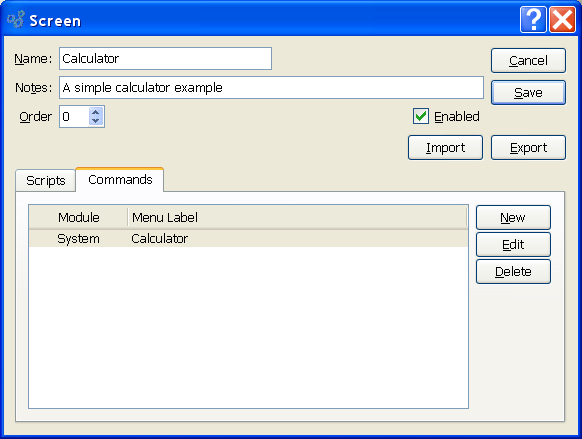 Screen
Name: Calculator
Cancel
Notes: A simple calculator example
Save
Order 0
Enabled
Import Export
Scripts Commands
Module Menu Label
System Calculator
New
Edit
Delete